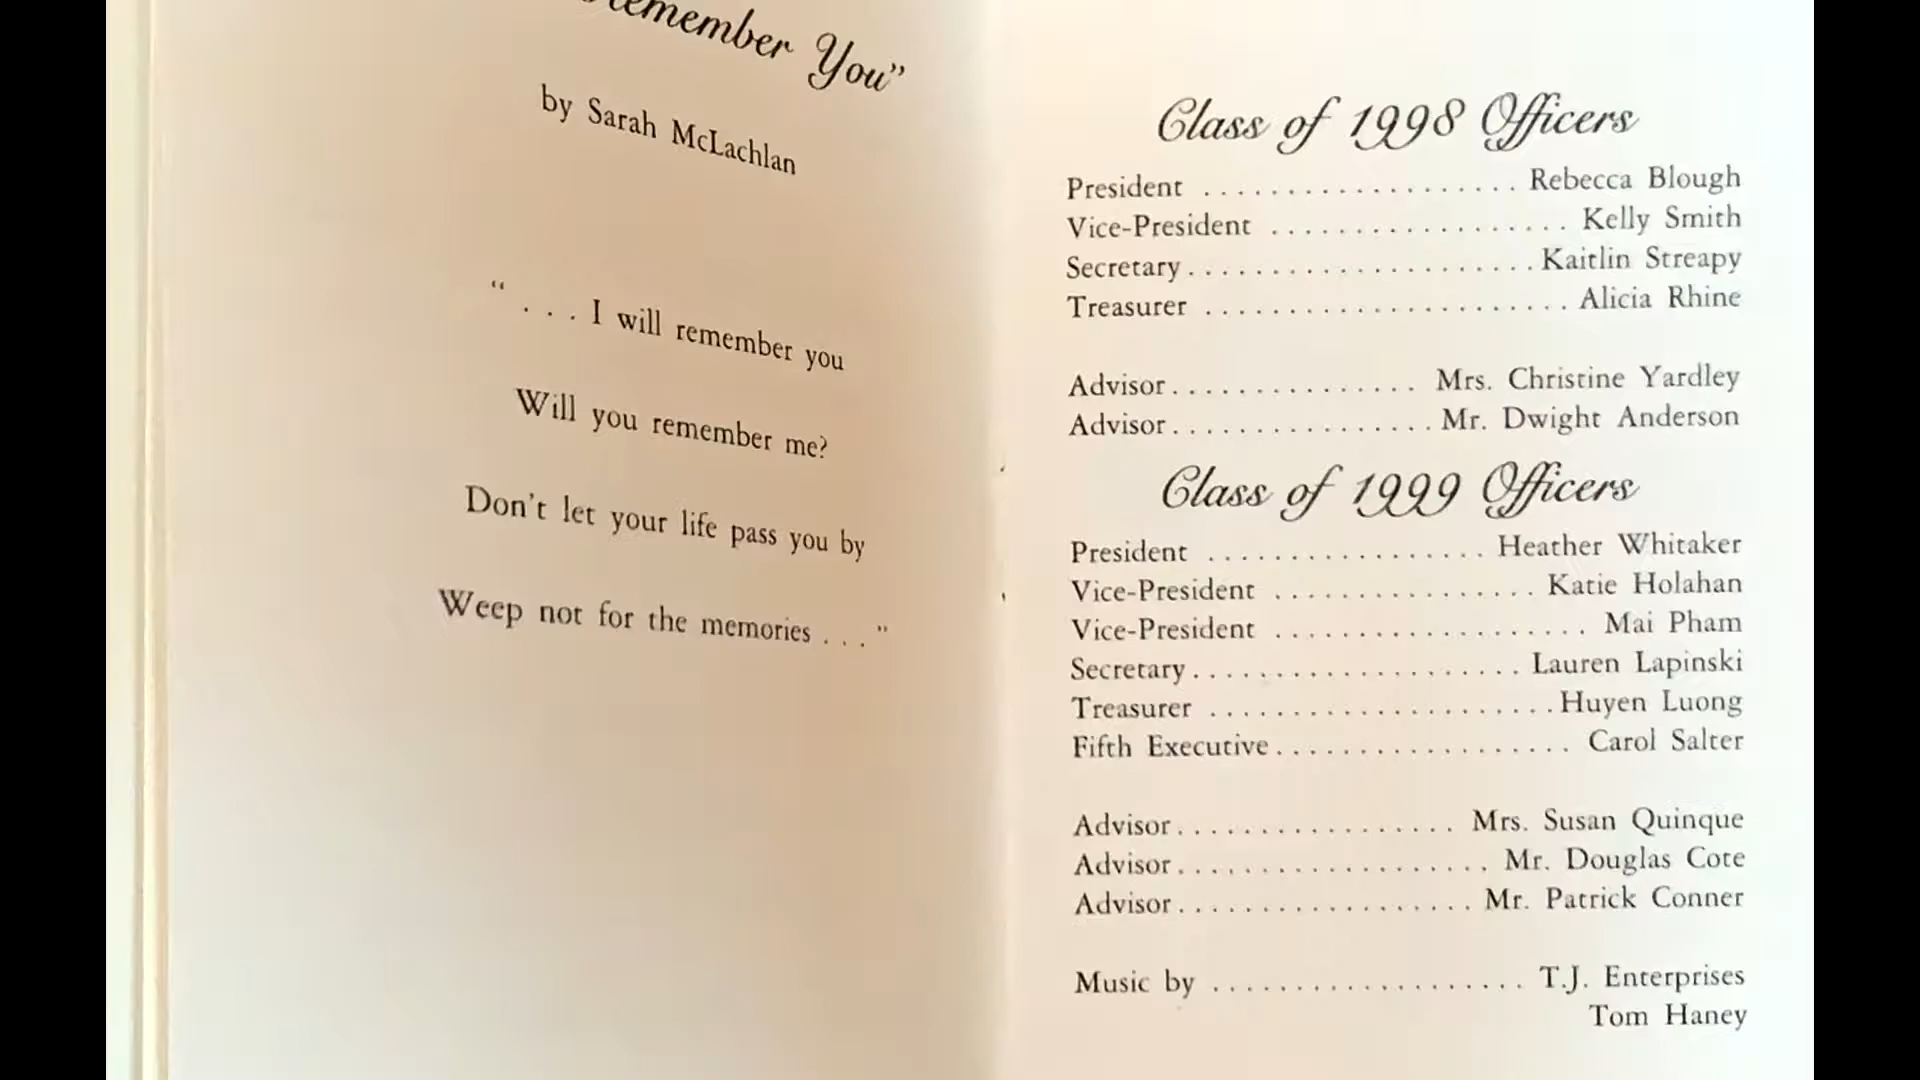 Remember You”
by Sarah McLachlan
“ . . . I will remember you
Will you remember me?
Don't let your life pass you by
Weep not for the memories . . .”
Class of 1998 Officers
President . . . . . . . . . . . . . . . . . . . Rebecca Blough
Vice-President . . . . . . . . . . . . . . . . . . Kelly Smith
Secretary . . . . . . . . . . . . . . . . . . . . . Kaitlin Streapy
Treasurer . . . . . . . . . . . . . . . . . . . . . . Alicia Rhine
Advisor . . . . . . . . . . . . . . . Mrs. Christine Yardley
Advisor . . . . . . . . . . . . . . . . Mr. Dwight Anderson
Class of 1999 Officers
President . . . . . . . . . . . . . . . . . Heather Whitaker
Vice-President . . . . . . . . . . . . . . . . Katie Holahan
Vice-President . . . . . . . . . . . . . . . . . . . Mai Pham
Secretary . . . . . . . . . . . . . . . . . . . . Lauren Lapinski
Treasurer . . . . . . . . . . . . . . . . . . . . . Huyen Luong
Fifth Executive . . . . . . . . . . . . . . . . . . Carol Salter
Advisor . . . . . . . . . . . . . . . . . Mrs. Susan Quinque
Advisor . . . . . . . . . . . . . . . . . . . Mr. Douglas Cote
Advisor . . . . . . . . . . . . . . . . . . Mr. Patrick Conner
Music by . . . . . . . . . . . . . . . . . . . T.J. Enterprises
Tom Haney